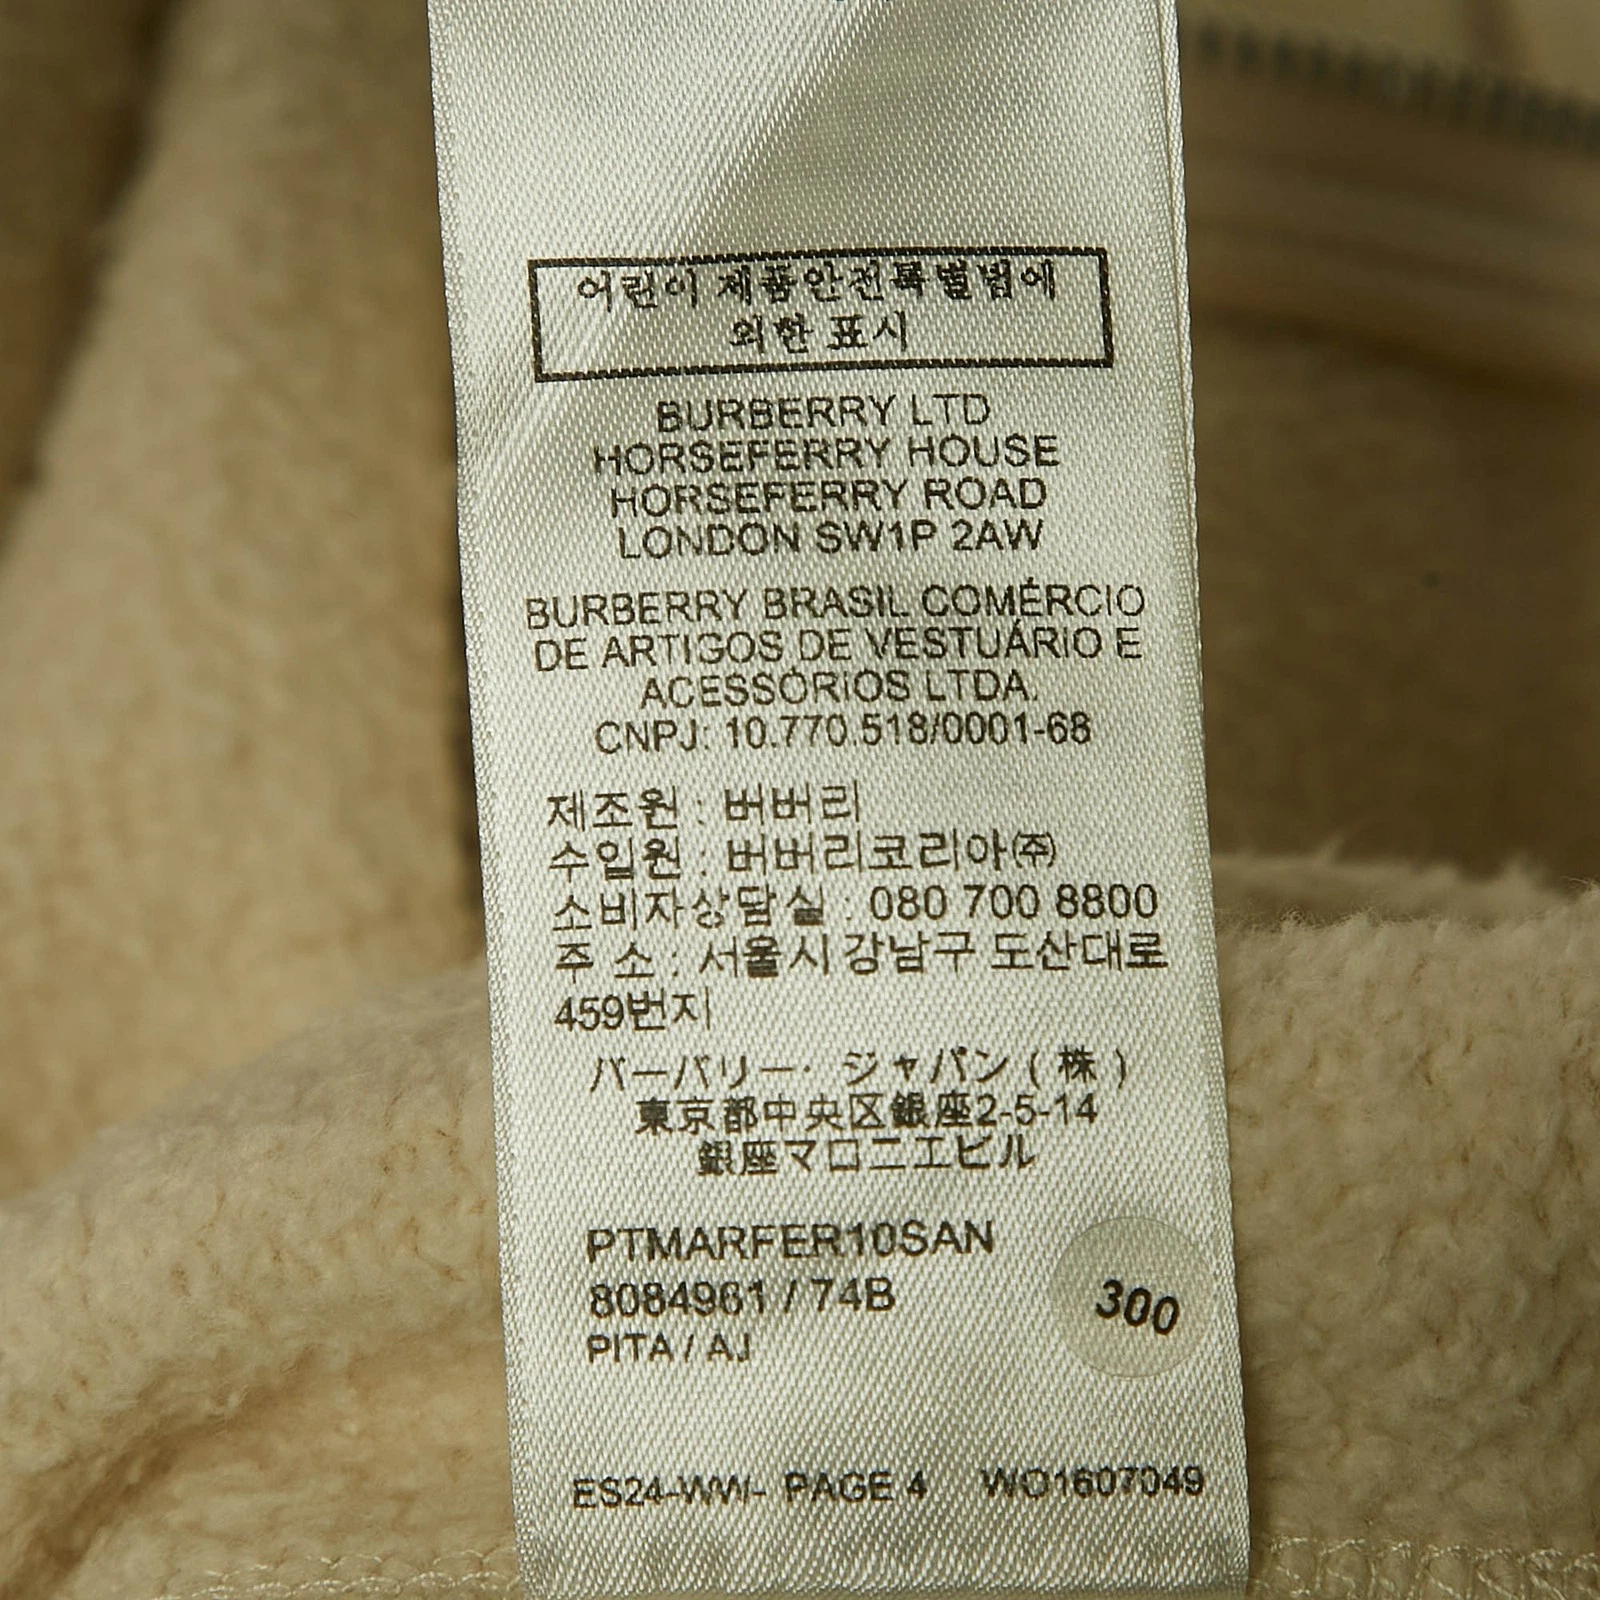 어린이 제품안전특별법에
의한 표시
BURBERRY LTD
HORSEFERRY HOUSE
HORSEFERRY ROAD
LONDON SW1P 2AW
BURBERRY BRASIL COMÉRCIO
DE ARTIGOS DE VESTUÁRIO E
ACESSÓRIOS LTDA.
CNPJ: 10.770.518/0001-68
제조원 : 버버리
수입원 : 버버리코리아㈜
소비자상담실 : 080 700 8800
주 소 : 서울시 강남구 도산대로
459번지
バーバリー・ジャパン ( 株 )
東京都中央区銀座2-5-14
銀座マロニエビル
PTMARFER10SAN
8084961 / 74B
PITA / AJ
300
ES24-WW- PAGE 4 WO1607049